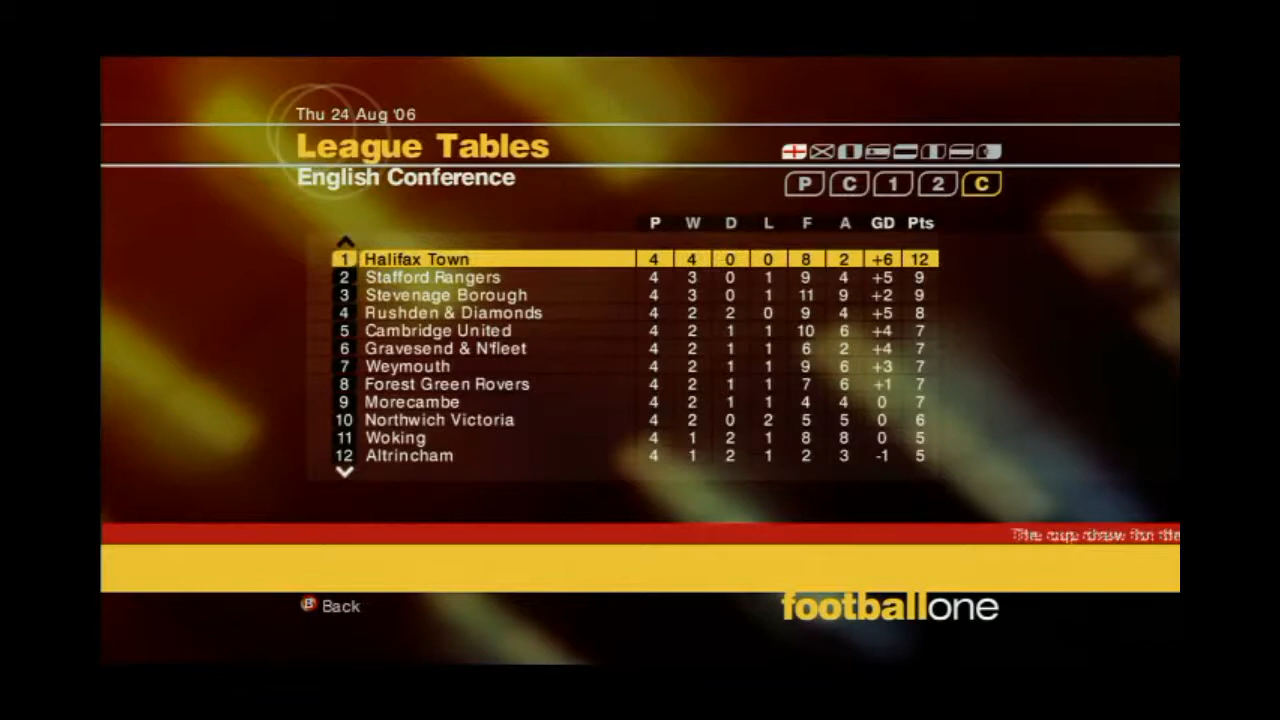 Thu 24 Aug '06
League Tables
English Conference
P C 1 2 C
P W D L F A GD Pts
1 Halifax Town 4 4 0 0 8 2 +6 12
2 Stafford Rangers 4 3 0 1 9 4 +5 9
3 Stevenage Borough 4 3 0 1 11 9 +2 9
4 Rushden & Diamonds 4 2 2 0 9 4 +5 8
5 Cambridge United 4 2 1 1 10 6 +4 7
6 Gravesend & N'fleet 4 2 1 1 6 2 +4 7
7 Weymouth 4 2 1 1 9 6 +3 7
8 Forest Green Rovers 4 2 1 1 7 6 +1 7
9 Morecambe 4 2 1 1 4 4 0 7
10 Northwich Victoria 4 2 0 2 5 5 0 6
11 Woking 4 1 2 1 8 8 0 5
12 Altrincham 4 1 2 1 2 3 -1 5
The cup draw for the
B Back
footballone